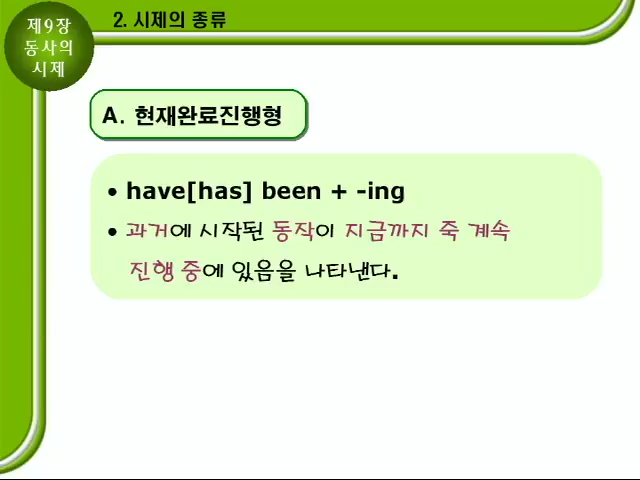 제9장
동사의
시제
2. 시제의 종류
A. 현재완료진행형
• have[has] been + -ing
• 과거에 시작된 동작이 지금까지 죽 계속
진행 중에 있음을 나타낸다.